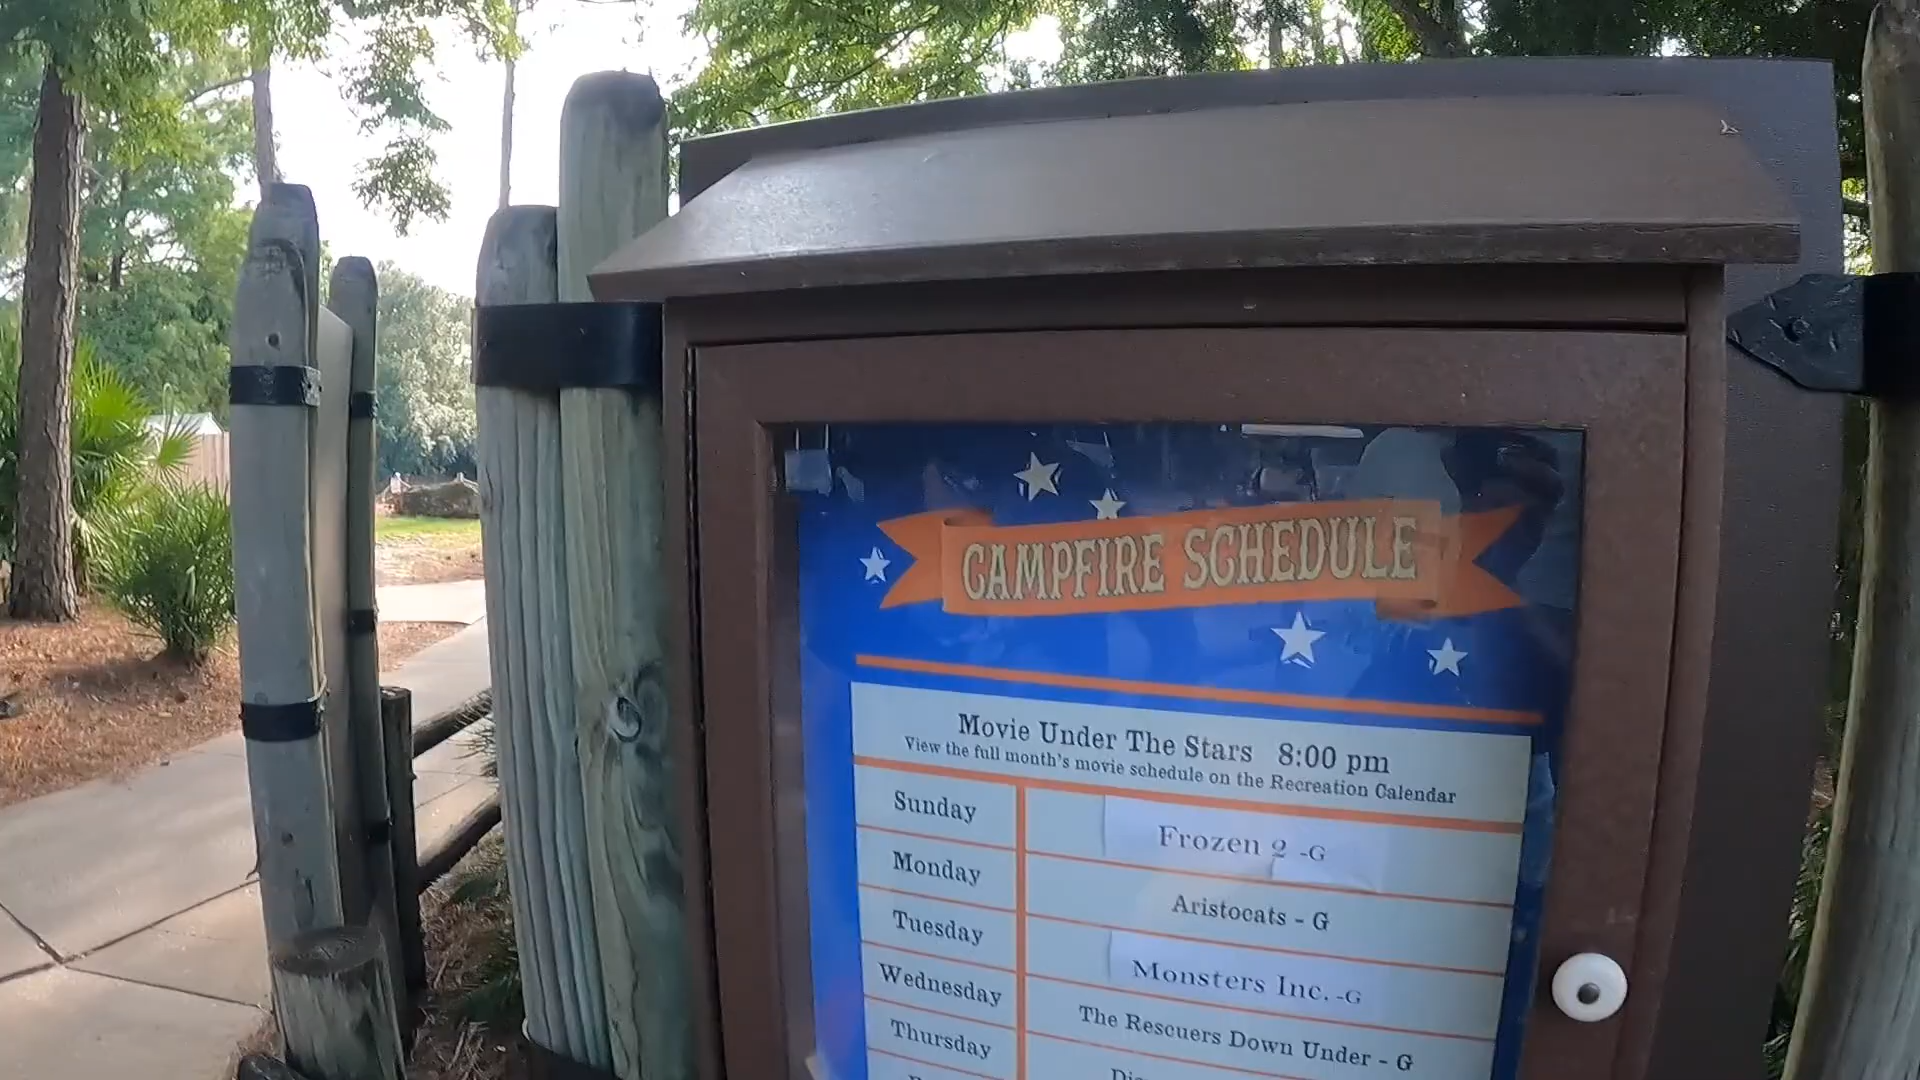 CAMPFIRE SCHEDULE
Movie Under The Stars 8:00 pm
View the full month's movie schedule on the Recreation Calendar
Sunday Frozen 2 -G
Monday Aristocats - G
Tuesday Monsters Inc. -G
Wednesday The Rescuers Down Under - G
Thursday